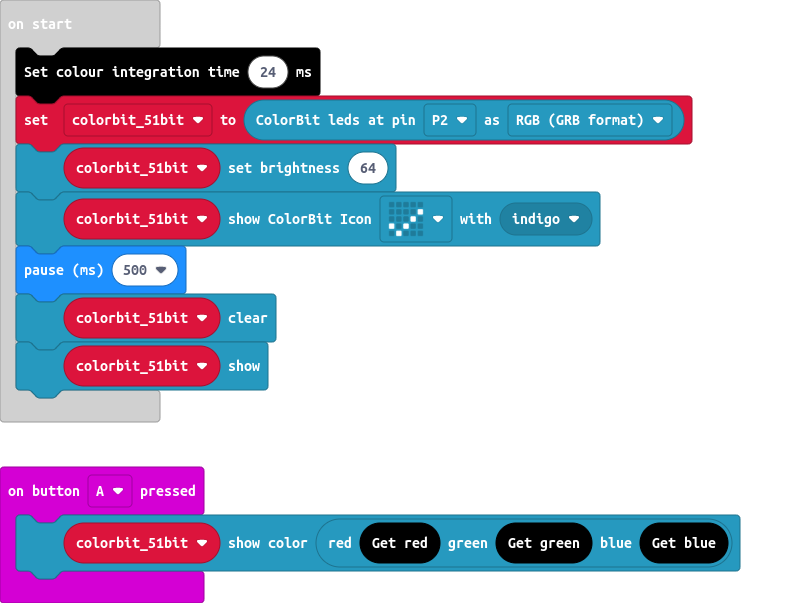 on start
Set colour integration time 24 ms
set colorbit_51bit to ColorBit leds at pin P2 as RGB (GRB format)
colorbit_51bit set brightness 64
colorbit_51bit show ColorBit Icon with indigo
pause (ms) 500
colorbit_51bit clear
colorbit_51bit show
on button A pressed
colorbit_51bit show color red Get red green Get green blue Get blue